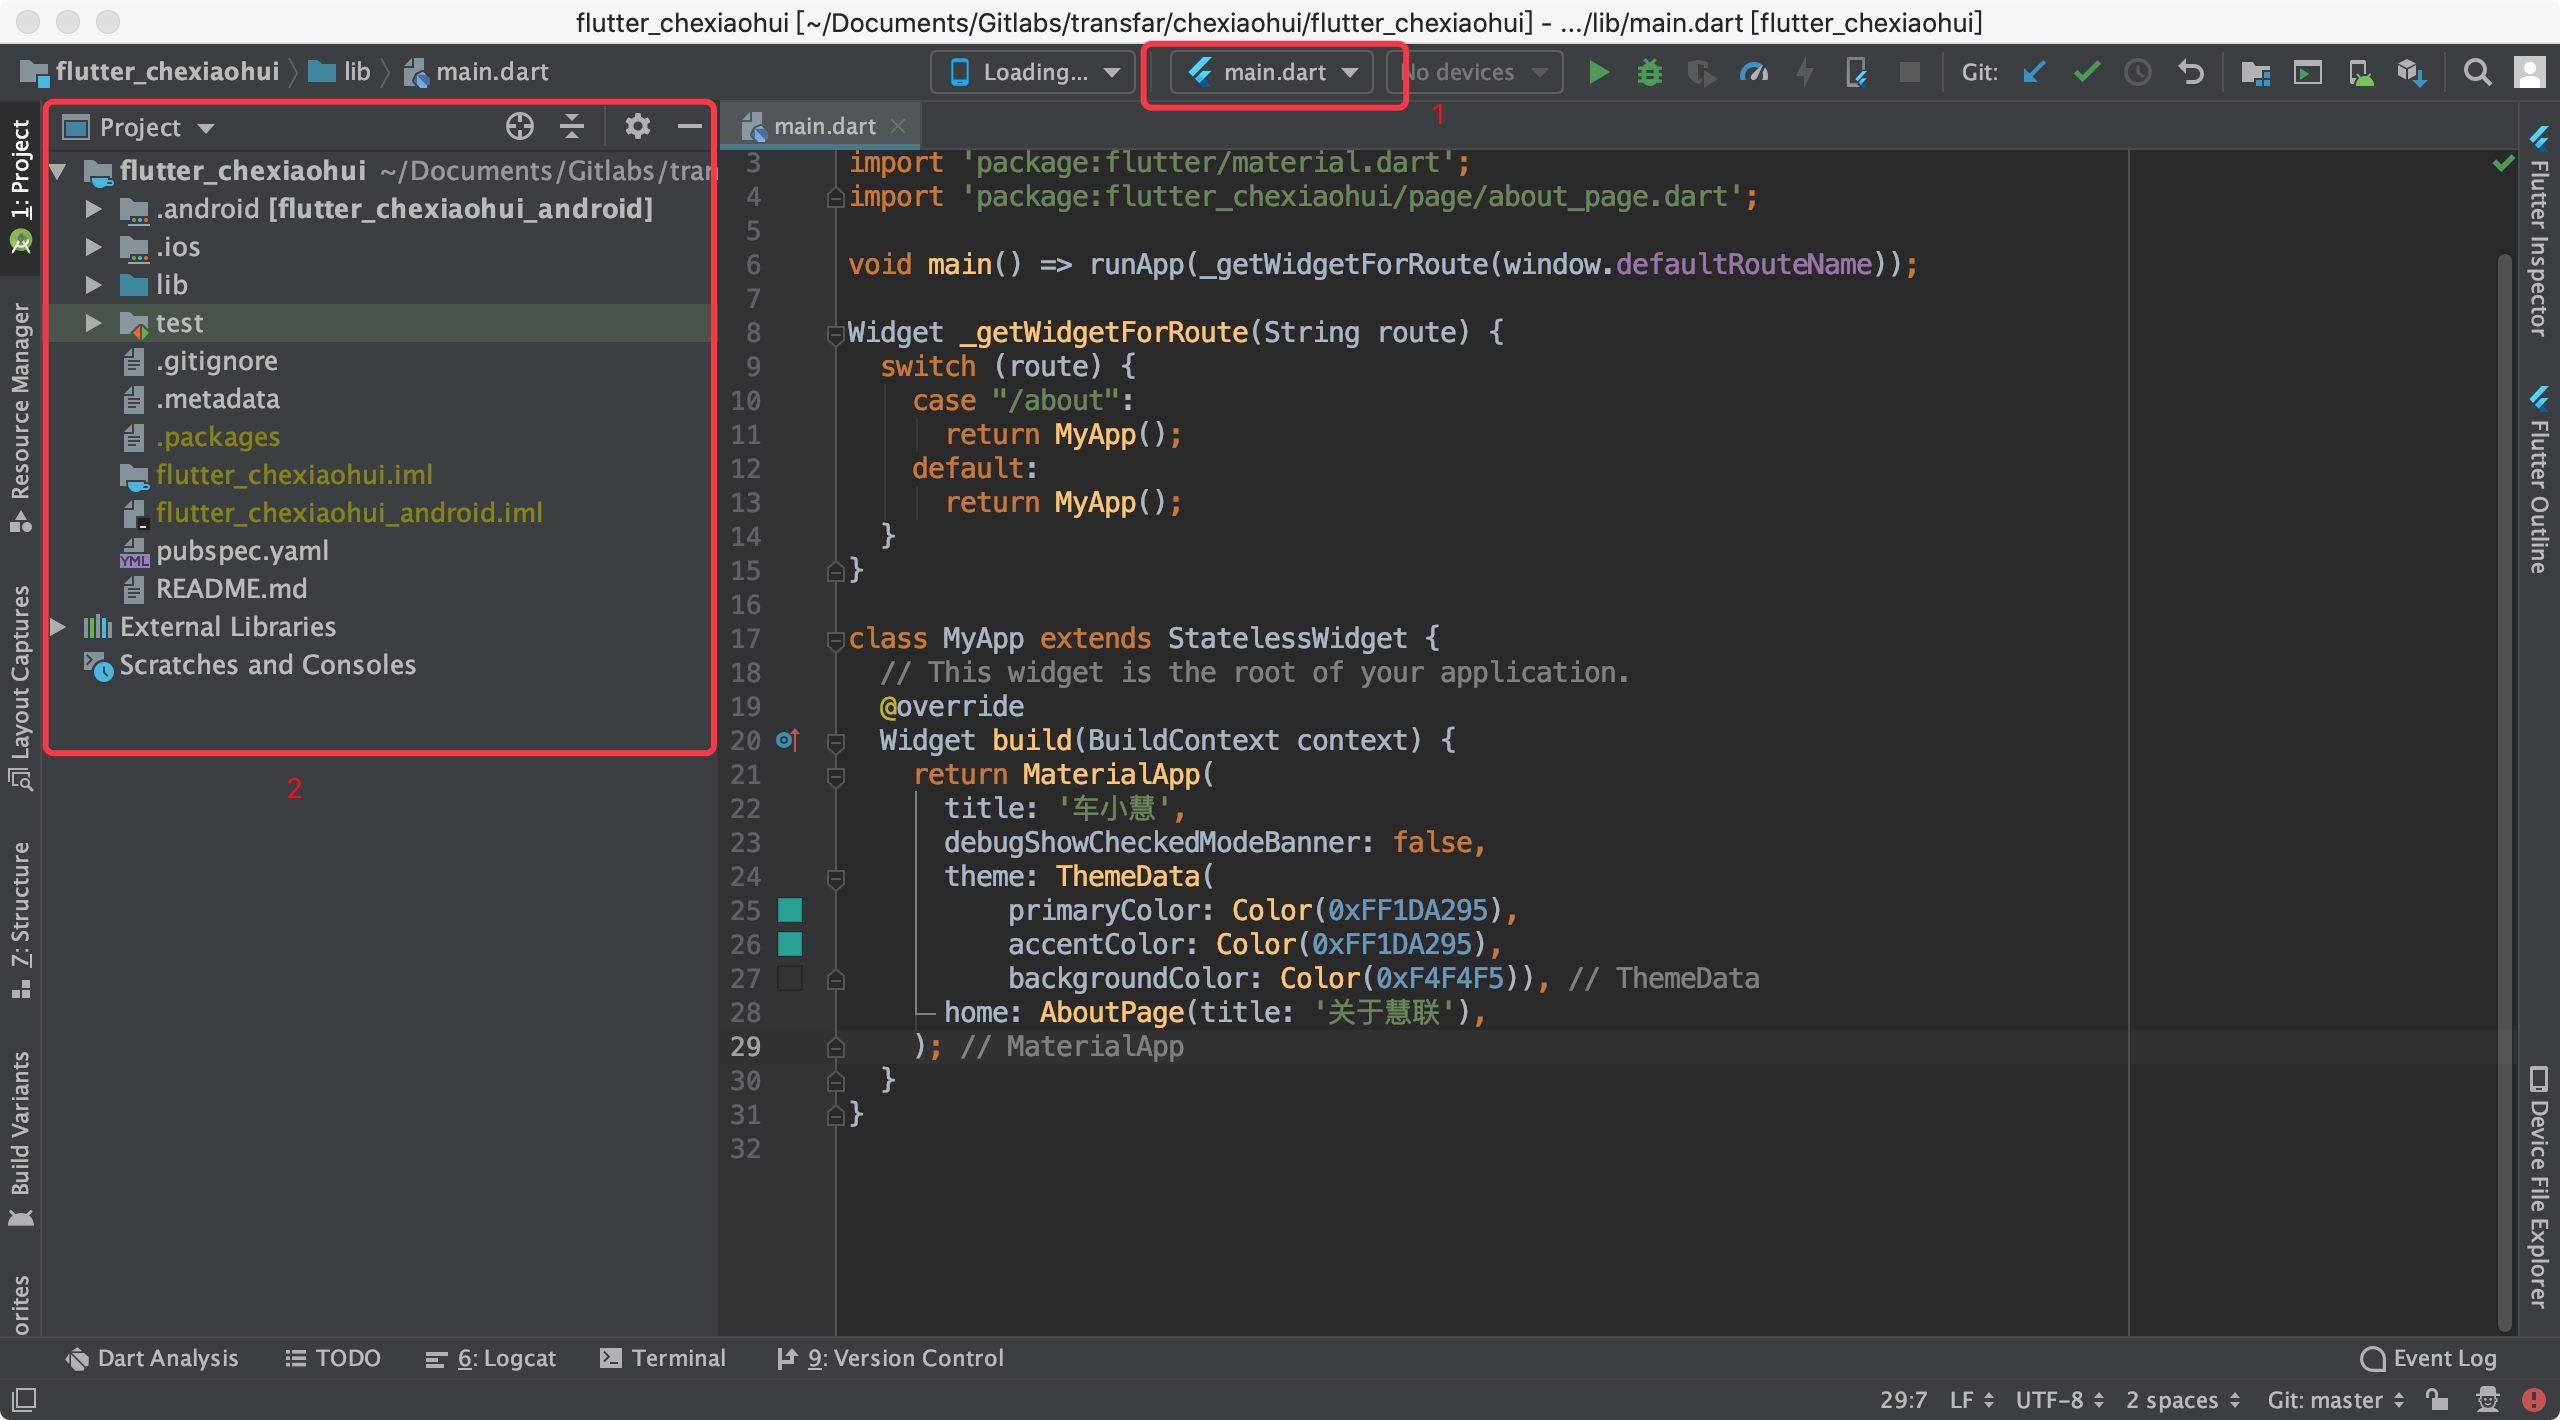 flutter_chexiaohui [~/Documents/Gitlabs/transfar/chexiaohui/flutter_chexiaohui] - .../lib/main.dart [flutter_chexiaohui]
flutter_chexiaohui lib main.dart
Loading... main.dart No devices Git:
1
1: Project
Resource Manager
Layout Captures
7: Structure
Build Variants
orites
Project
flutter_chexiaohui ~/Documents/Gitlabs/tran
.android [flutter_chexiaohui_android]
.ios
lib
test
.gitignore
.metadata
.packages
flutter_chexiaohui.iml
flutter_chexiaohui_android.iml
YML pubspec.yaml
README.md
External Libraries
Scratches and Consoles
2
main.dart
3 import 'package:flutter/material.dart';
4 import 'package:flutter_chexiaohui/page/about_page.dart';
5
6 void main() => runApp(_getWidgetForRoute(window.defaultRouteName));
7
8 Widget _getWidgetForRoute(String route) {
9 switch (route) {
10 case "/about":
11 return MyApp();
12 default:
13 return MyApp();
14 }
15 }
16
17 class MyApp extends StatelessWidget {
18 // This widget is the root of your application.
19 @override
20 Widget build(BuildContext context) {
21 return MaterialApp(
22 title: '车小慧',
23 debugShowCheckedModeBanner: false,
24 theme: ThemeData(
25 primaryColor: Color(0xFF1DA295),
26 accentColor: Color(0xFF1DA295),
27 backgroundColor: Color(0xF4F4F5)), // ThemeData
28 home: AboutPage(title: '关于慧联'),
29 ); // MaterialApp
30 }
31 }
32
Flutter Inspector
Flutter Outline
Device File Explorer
Dart Analysis TODO 6: Logcat Terminal 9: Version Control Event Log
29:7 LF UTF-8 2 spaces Git: master